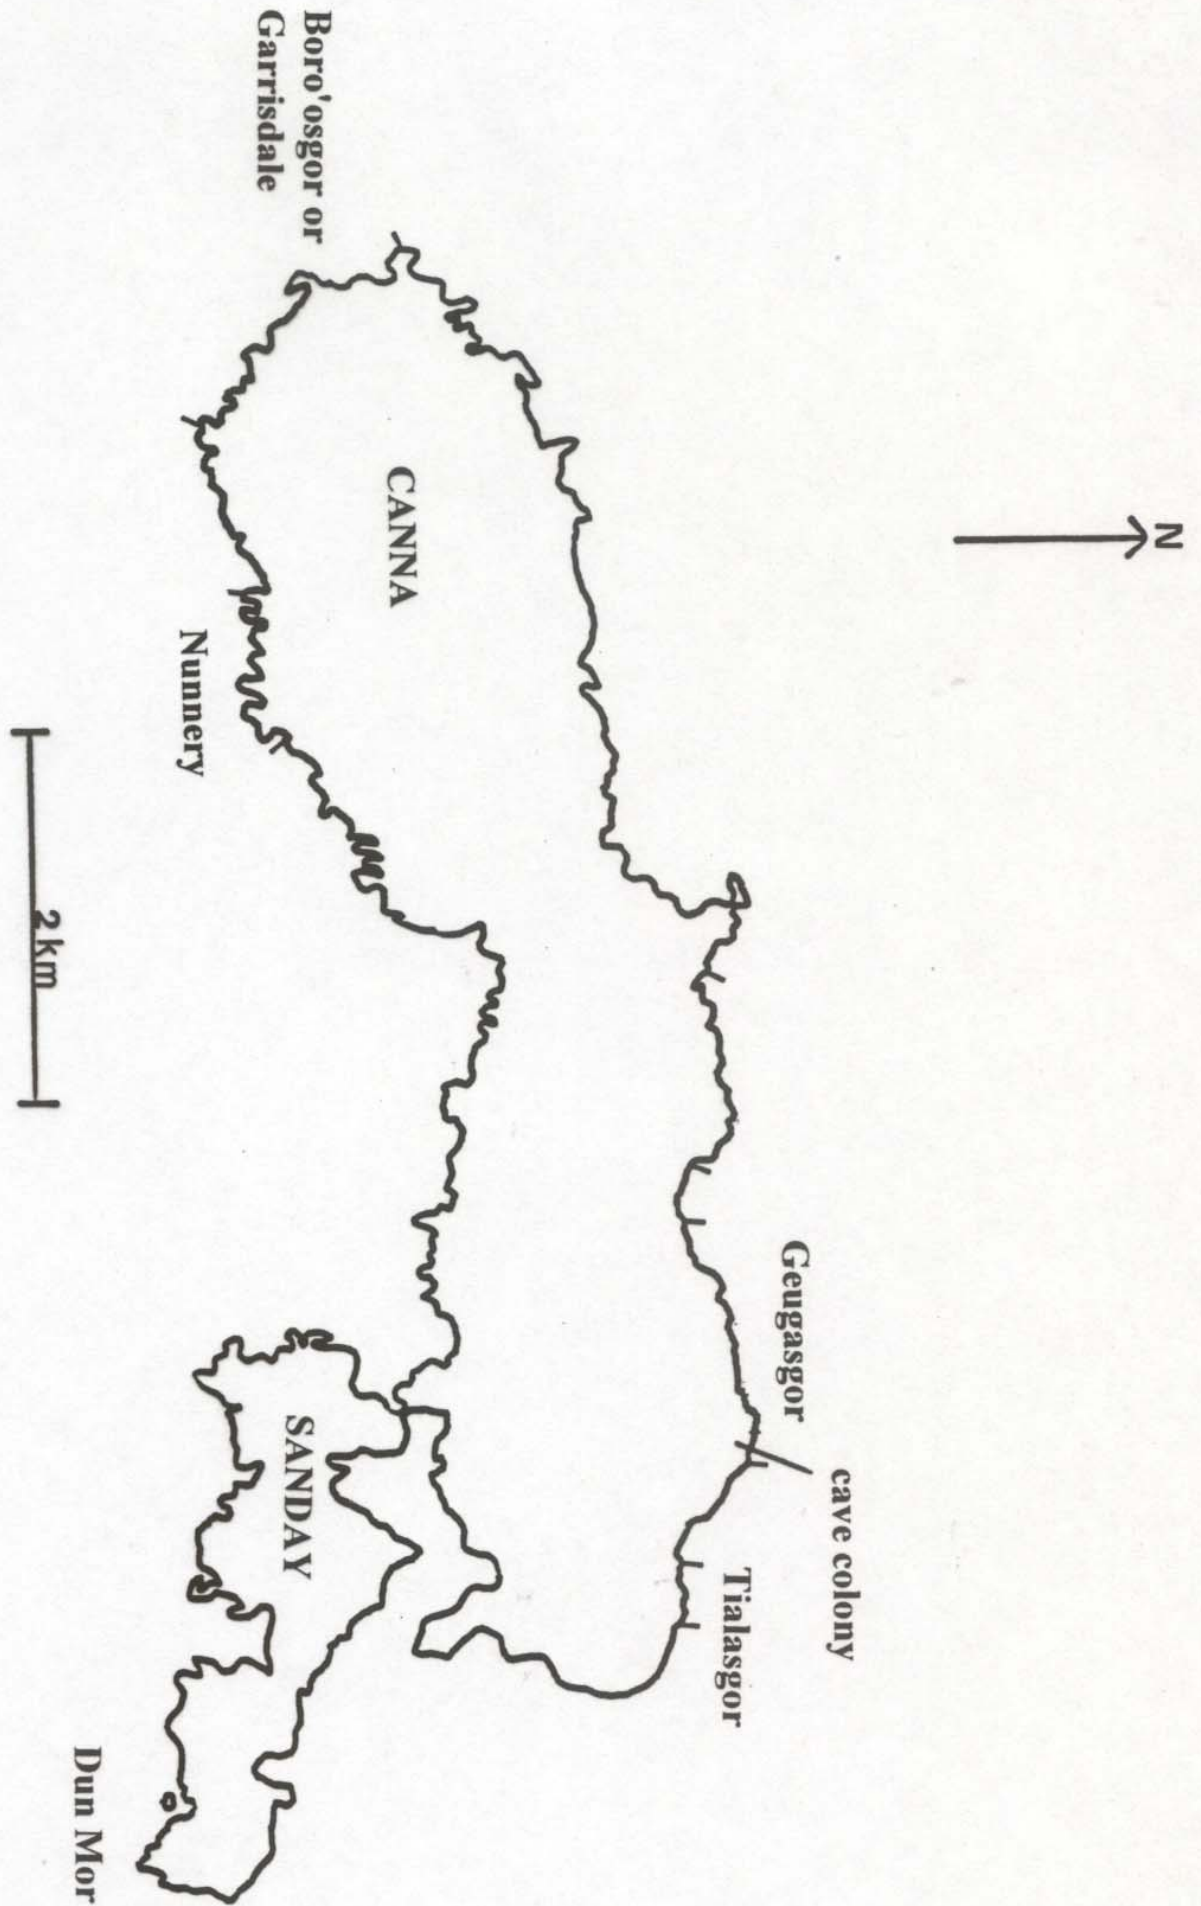 N
cave colony
Geugasgor
Tialasgor
CANNA
Boro'osgor or
Garrisdale
SANDAY
Nunnery
Dun Mor
2 km